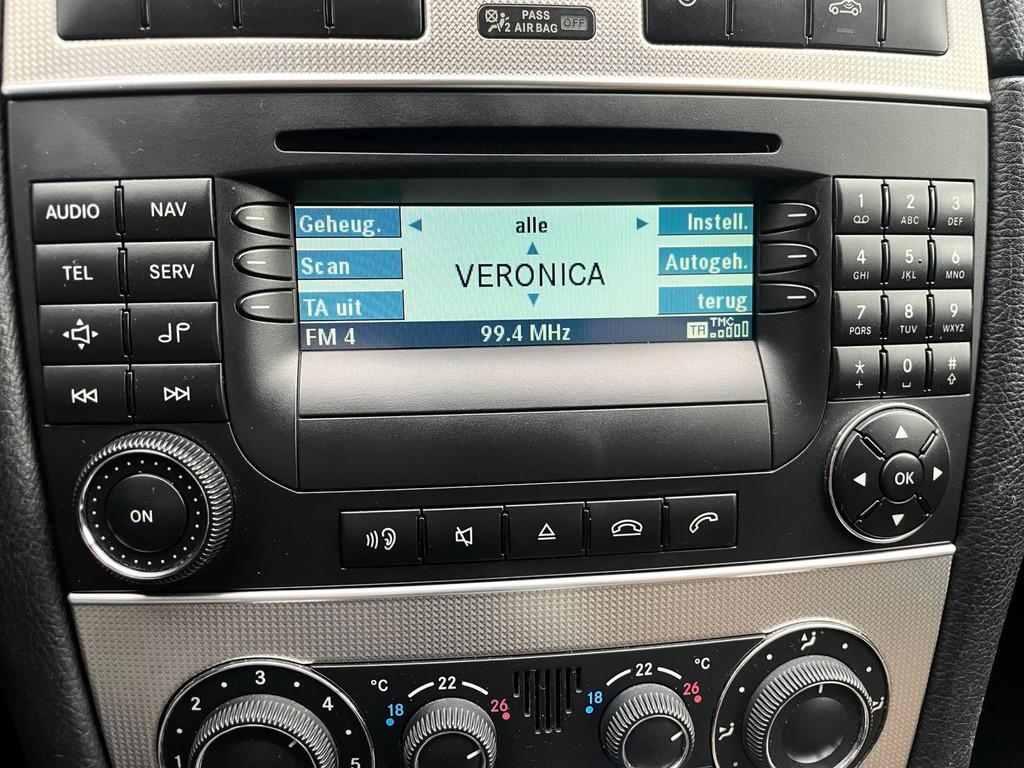 PASS
2 AIR BAG OFF
AUDIO
NAV
TEL
SERV
Geheug.
alle
Instell.
Scan
VERONICA
Autogeh.
TA uit
terug
FM 4
99.4 MHz
TA
TMC
1
2
ABC
3
DEF
4
GHI
5
JKL
6
MNO
7
PQRS
8
TUV
9
WXYZ
*
+
0
#
ON
OK
1
2
3
4
5
°C
22
18
26
°C
22
18
26